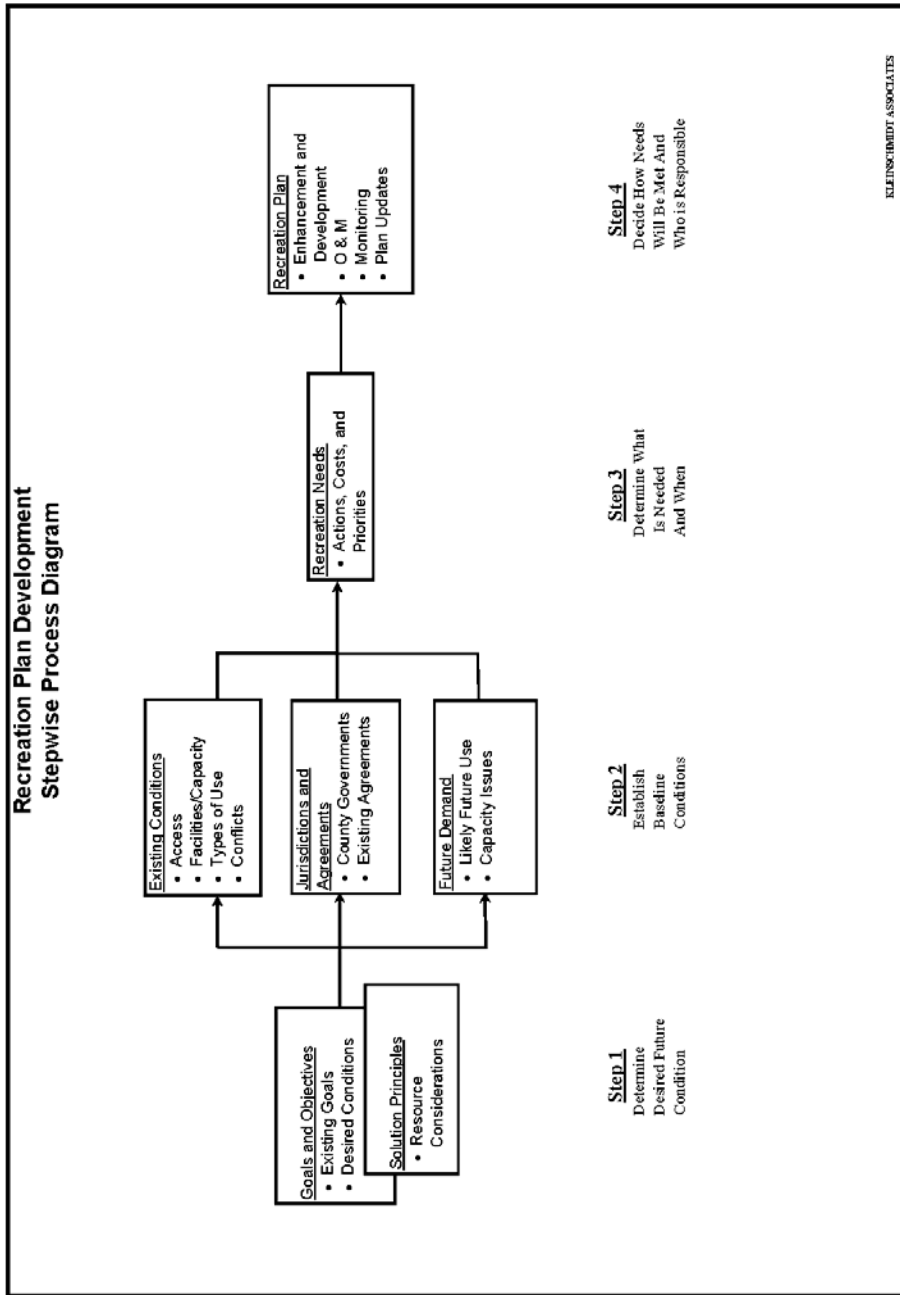 Recreation Plan Development
Stepwise Process Diagram
Goals and Objectives
• Existing Goals
• Desired Conditions
Solution Principles
• Resource
Considerations
Existing Conditions
• Access
• Facilities/Capacity
• Types of Use
• Conflicts
Jurisdictions and
Agreements
• County Governments
• Existing Agreements
Future Demand
• Likely Future Use
• Capacity Issues
Recreation Needs
• Actions, Costs, and
Priorities
Recreation Plan
• Enhancement and
Development
• O & M
• Monitoring
• Plan Updates
Step 1
Determine
Desired Future
Condition
Step 2
Establish
Baseline
Conditions
Step 3
Determine What
Is Needed
And When
Step 4
Decide How Needs
Will Be Met And
Who is Responsible
KLEINSCHMIDT ASSOCIATES